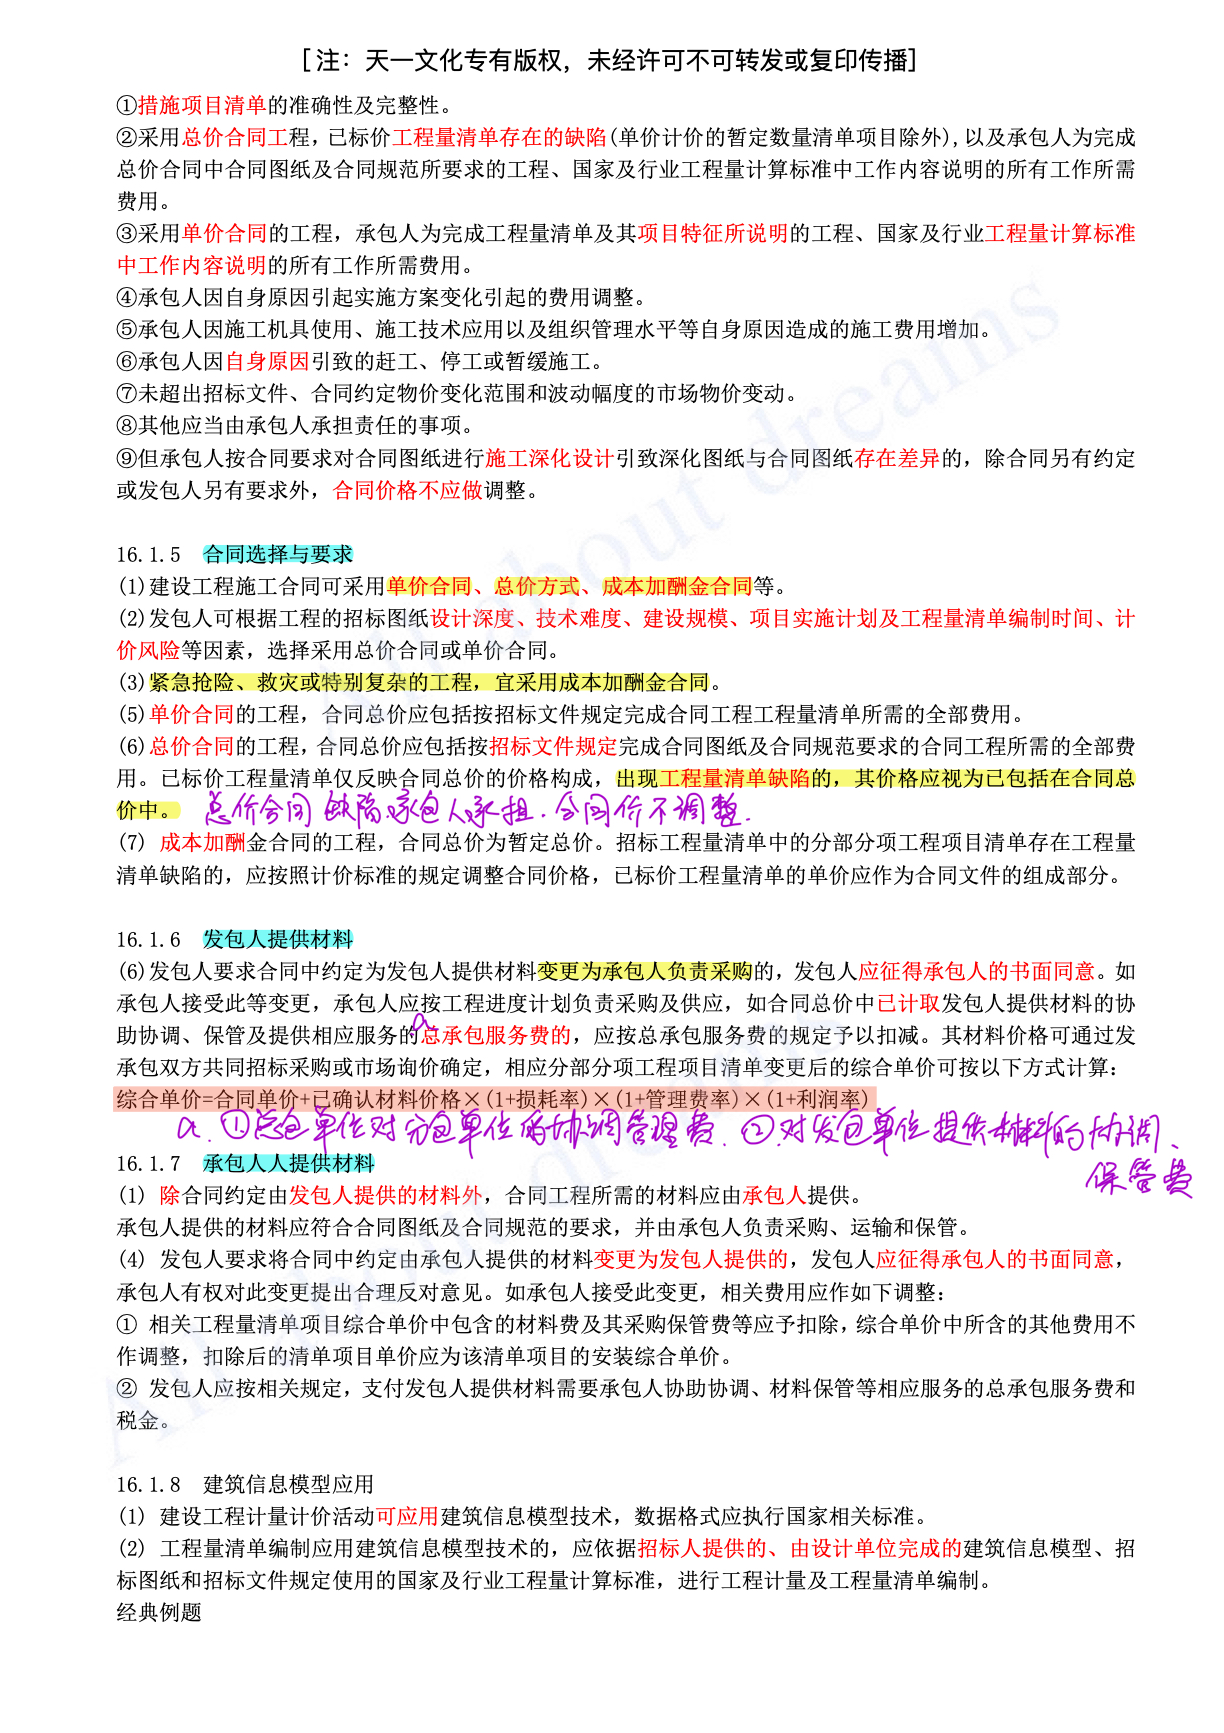 [注：天一文化专有版权，未经许可不可转发或复印传播]
①措施项目清单的准确性及完整性。
②采用总价合同工程，已标价工程量清单存在的缺陷(单价计价的暂定数量清单项目除外),以及承包人为完成
总价合同中合同图纸及合同规范所要求的工程、国家及行业工程量计算标准中工作内容说明的所有工作所需
费用。
③采用单价合同的工程，承包人为完成工程量清单及其项目特征所说明的工程、国家及行业工程量计算标准
中工作内容说明的所有工作所需费用。
④承包人因自身原因引起实施方案变化引起的费用调整。
⑤承包人因施工机具使用、施工技术应用以及组织管理水平等自身原因造成的施工费用增加。
⑥承包人因自身原因引致的赶工、停工或暂缓施工。
⑦未超出招标文件、合同约定物价变化范围和波动幅度的市场物价变动。
⑧其他应当由承包人承担责任的事项。
⑨但承包人按合同要求对合同图纸进行施工深化设计引致深化图纸与合同图纸存在差异的，除合同另有约定
或发包人另有要求外，合同价格不应做调整。
16.1.5 合同选择与要求
(1)建设工程施工合同可采用单价合同、总价方式、成本加酬金合同等。
(2)发包人可根据工程的招标图纸设计深度、技术难度、建设规模、项目实施计划及工程量清单编制时间、计
价风险等因素，选择采用总价合同或单价合同。
(3)紧急抢险、救灾或特别复杂的工程，宜采用成本加酬金合同。
(5)单价合同的工程，合同总价应包括按招标文件规定完成合同工程工程量清单所需的全部费用。
(6)总价合同的工程，合同总价应包括按招标文件规定完成合同图纸及合同规范要求的合同工程所需的全部费
用。已标价工程量清单仅反映合同总价的价格构成，出现工程量清单缺陷的，其价格应视为已包括在合同总
价中。 总价合同 缺陷承包人承担.合同价不调整.
(7) 成本加酬金合同的工程，合同总价为暂定总价。招标工程量清单中的分部分项工程项目清单存在工程量
清单缺陷的，应按照计价标准的规定调整合同价格，已标价工程量清单的单价应作为合同文件的组成部分。
16.1.6 发包人提供材料
(6)发包人要求合同中约定为发包人提供材料变更为承包人负责采购的，发包人应征得承包人的书面同意。如
承包人接受此等变更，承包人应按工程进度计划负责采购及供应，如合同总价中已计取发包人提供材料的协
a
助协调、保管及提供相应服务的总承包服务费的，应按总承包服务费的规定予以扣减。其材料价格可通过发
承包双方共同招标采购或市场询价确定，相应分部分项工程项目清单变更后的综合单价可按以下方式计算：
综合单价=合同单价+已确认材料价格×(1+损耗率)×(1+管理费率)×(1+利润率)
a.①总包单位对分包单位的协调管理费.②对发包单位提供材料的协调、
保管费
16.1.7 承包人人提供材料
(1) 除合同约定由发包人提供的材料外，合同工程所需的材料应由承包人提供。
承包人提供的材料应符合合同图纸及合同规范的要求，并由承包人负责采购、运输和保管。
(4) 发包人要求将合同中约定由承包人提供的材料变更为发包人提供的，发包人应征得承包人的书面同意，
承包人有权对此变更提出合理反对意见。如承包人接受此变更，相关费用应作如下调整：
① 相关工程量清单项目综合单价中包含的材料费及其采购保管费等应予扣除，综合单价中所含的其他费用不
作调整，扣除后的清单项目单价应为该清单项目的安装综合单价。
② 发包人应按相关规定，支付发包人提供材料需要承包人协助协调、材料保管等相应服务的总承包服务费和
税金。
16.1.8 建筑信息模型应用
(1) 建设工程计量计价活动可应用建筑信息模型技术，数据格式应执行国家相关标准。
(2) 工程量清单编制应用建筑信息模型技术的，应依据招标人提供的、由设计单位完成的建筑信息模型、招
标图纸和招标文件规定使用的国家及行业工程量计算标准，进行工程计量及工程量清单编制。
经典例题
All about dreams
All about dreams